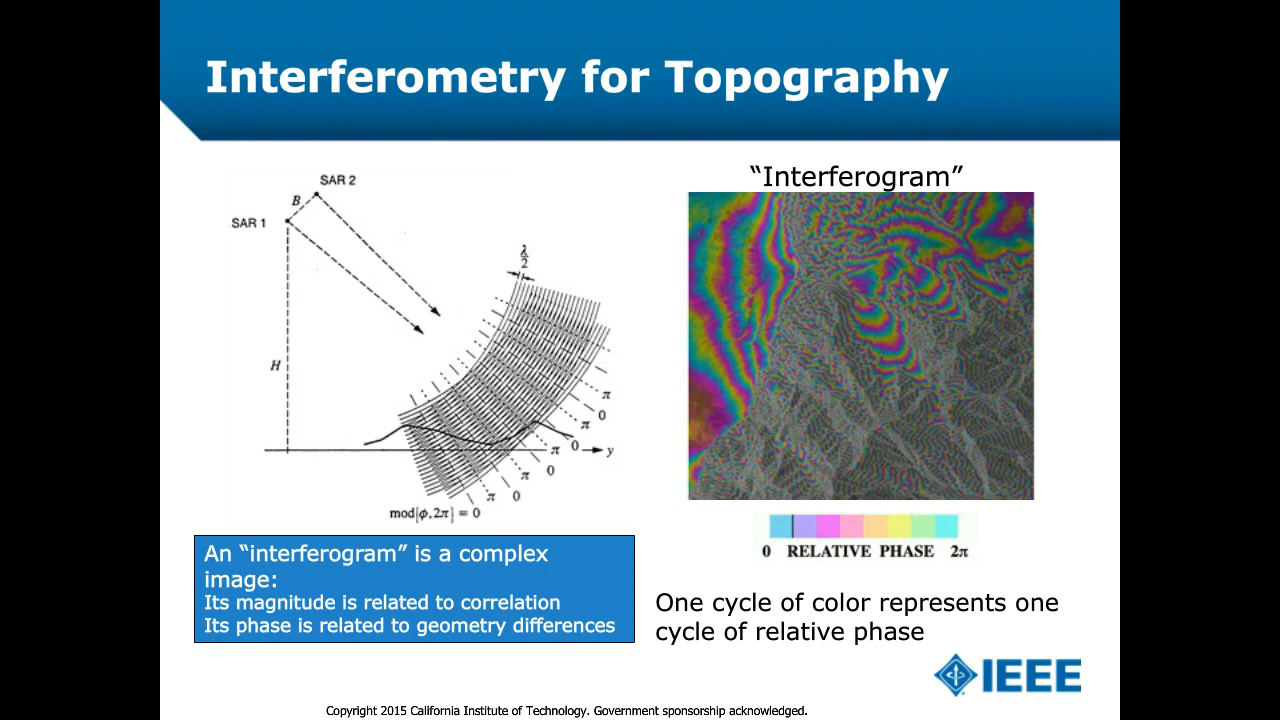 Interferometry for Topography
SAR 2
B
SAR 1
λ
2
H
π
0
π
0
y
π
0
π
0
π
mod{ϕ,2π} = 0
“Interferogram”
0 RELATIVE PHASE 2π
An “interferogram” is a complex
image:
Its magnitude is related to correlation
Its phase is related to geometry differences
One cycle of color represents one
cycle of relative phase
IEEE
Copyright 2015 California Institute of Technology. Government sponsorship acknowledged.